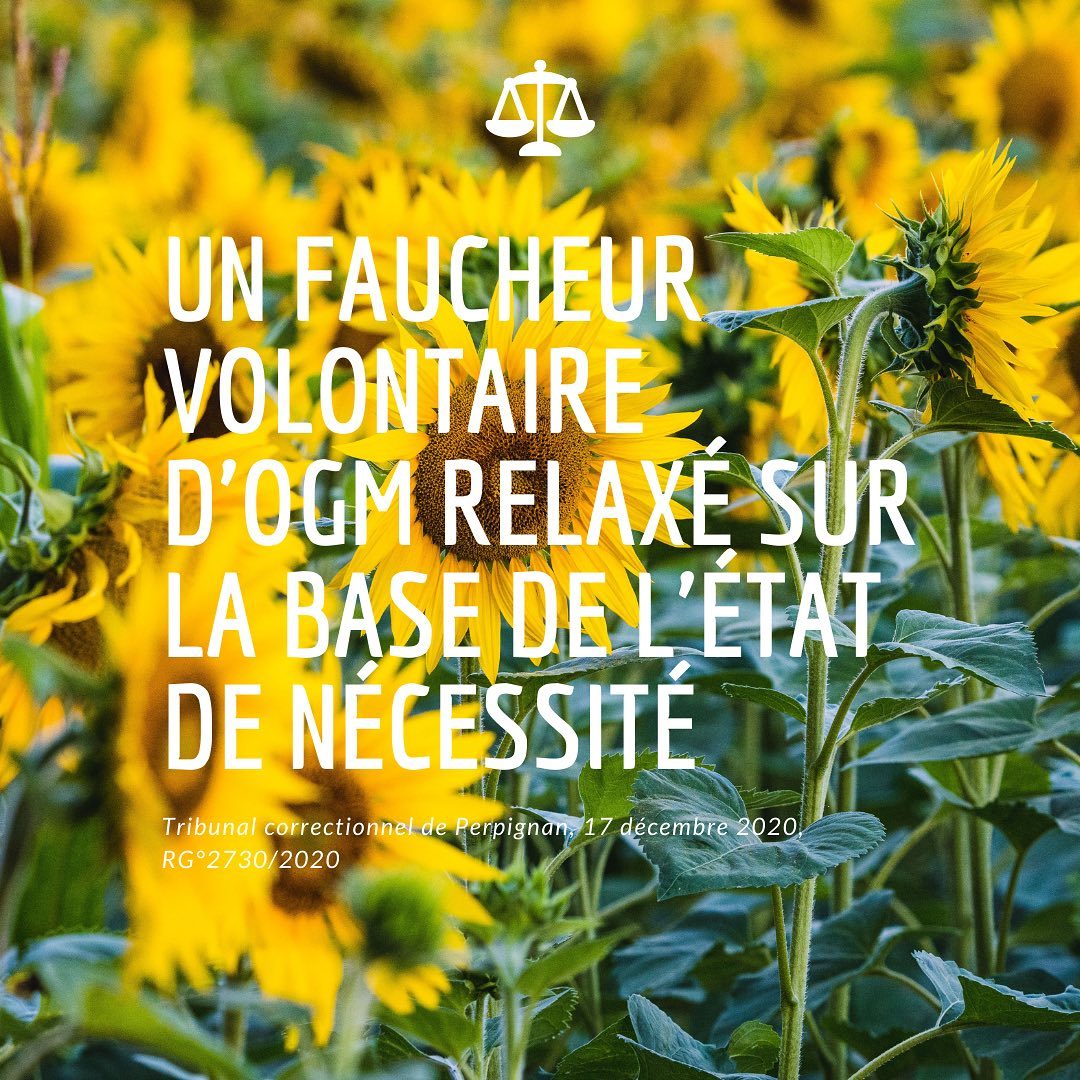 UN FAUCHEUR
VOLONTAIRE
D'OGM RELAXÉ SUR
LA BASE DE L'ÉTAT
DE NÉCESSITÉ
Tribunal correctionnel de Perpignan, 17 décembre 2020,
RG°2730/2020